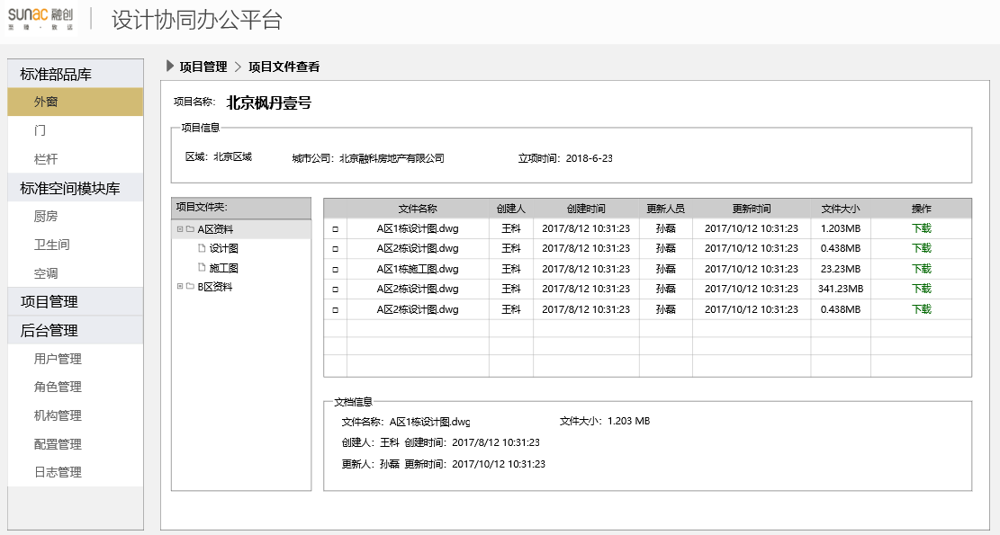 sunac 融创
至臻·致远
设计协同办公平台
标准部品库
外窗
门
栏杆
标准空间模块库
厨房
卫生间
空调
项目管理
后台管理
用户管理
角色管理
机构管理
配置管理
日志管理
项目管理 > 项目文件查看
项目名称: 北京枫丹壹号
项目信息
区域: 北京区域 城市公司: 北京融科房地产有限公司 立项时间: 2018-6-23
项目文件夹:
A区资料
设计图
施工图
B区资料
文件名称 创建人 创建时间 更新人员 更新时间 文件大小 操作
A区1栋设计图.dwg 王科 2017/8/12 10:31:23 孙磊 2017/10/12 10:31:23 1.203MB 下载
A区2栋设计图.dwg 王科 2017/8/12 10:31:23 孙磊 2017/10/12 10:31:23 0.438MB 下载
A区1栋施工图.dwg 王科 2017/8/12 10:31:23 孙磊 2017/10/12 10:31:23 23.23MB 下载
A区2栋设计图.dwg 王科 2017/8/12 10:31:23 孙磊 2017/10/12 10:31:23 341.23MB 下载
A区2栋设计图.dwg 王科 2017/8/12 10:31:23 孙磊 2017/10/12 10:31:23 0.438MB 下载
文档信息
文件名称: A区1栋设计图.dwg 文件大小: 1.203 MB
创建人: 王科 创建时间: 2017/8/12 10:31:23
更新人: 孙磊 更新时间: 2017/10/12 10:31:23